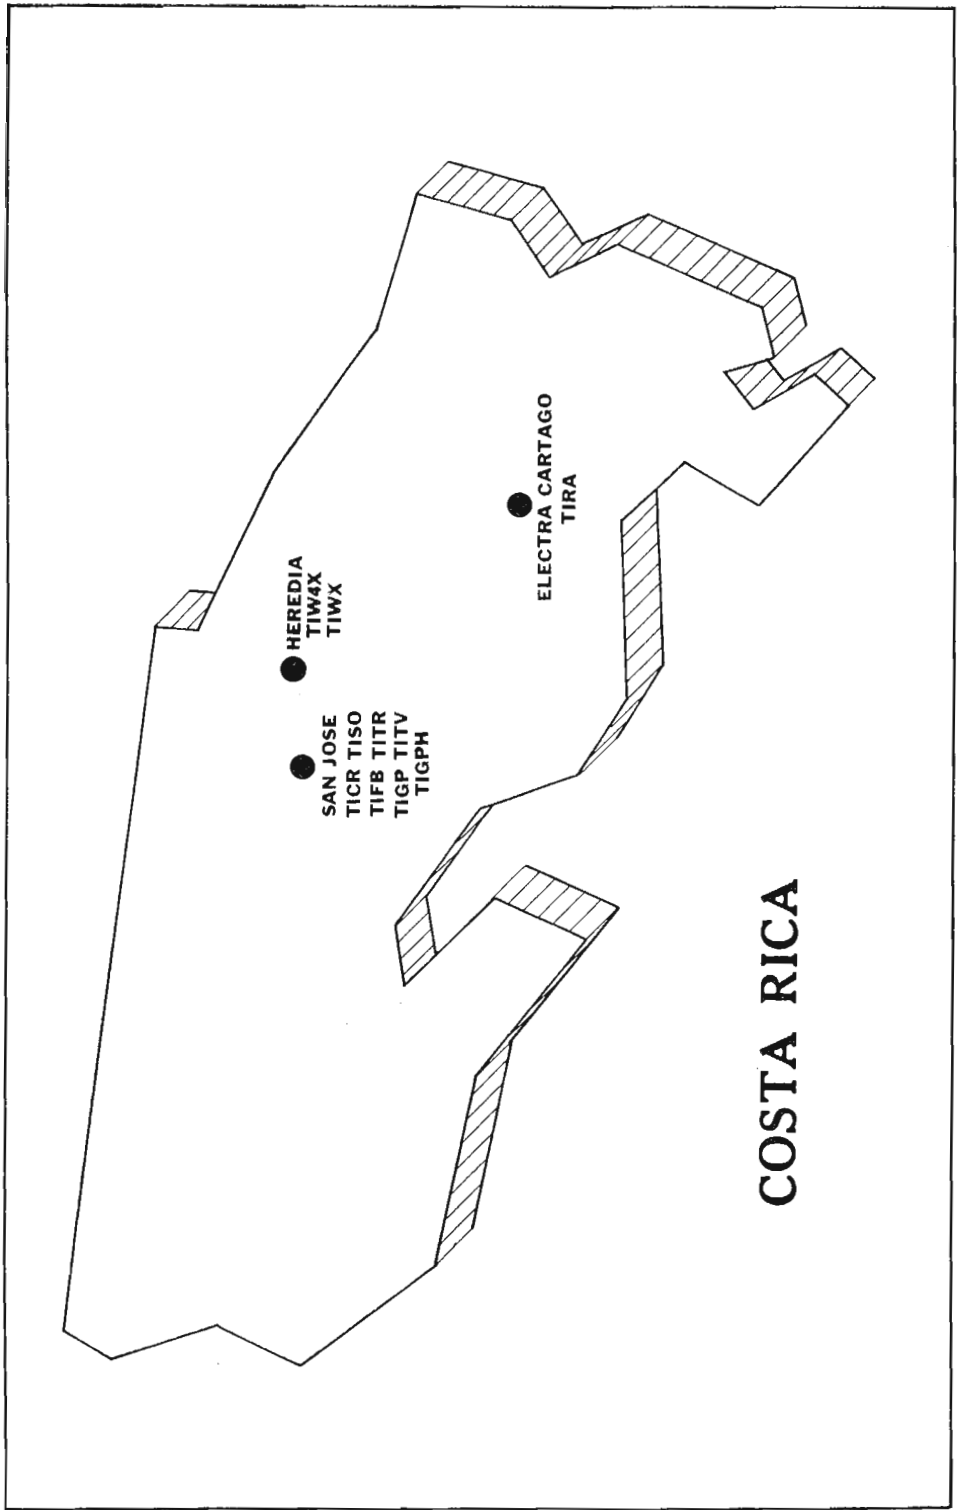 HEREDIA
TIW4X
TIWX
SAN JOSE
TICR TISO
TIFB TITR
TIGP TITV
TIGPH
ELECTRA CARTAGO
TIRA
COSTA RICA